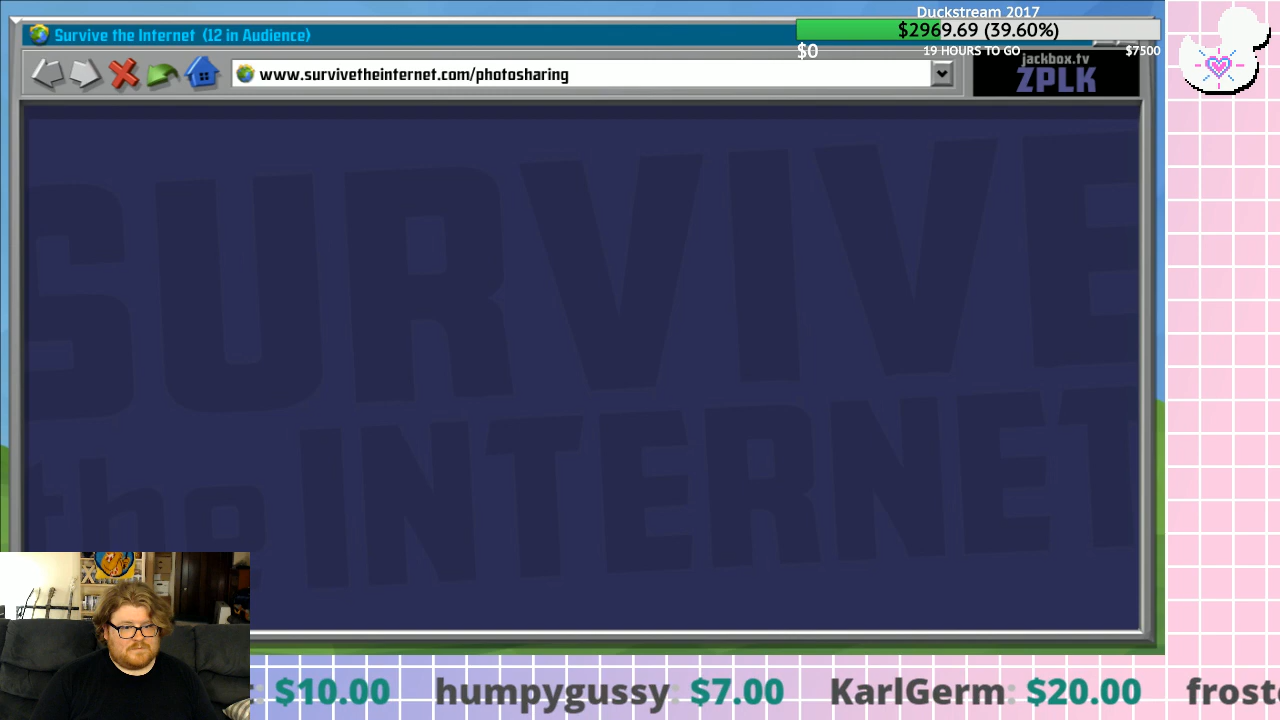 Duckstream 2017
Survive the Internet (12 in Audience)
$2969.69 (39.60%)
$0
19 HOURS TO GO
$7500
www.survivetheinternet.com/photosharing
jackbox.tv
ZPLK
SURVIVE
the INTERNET
: $10.00 humpygussy: $7.00 KarlGerm: $20.00 frost